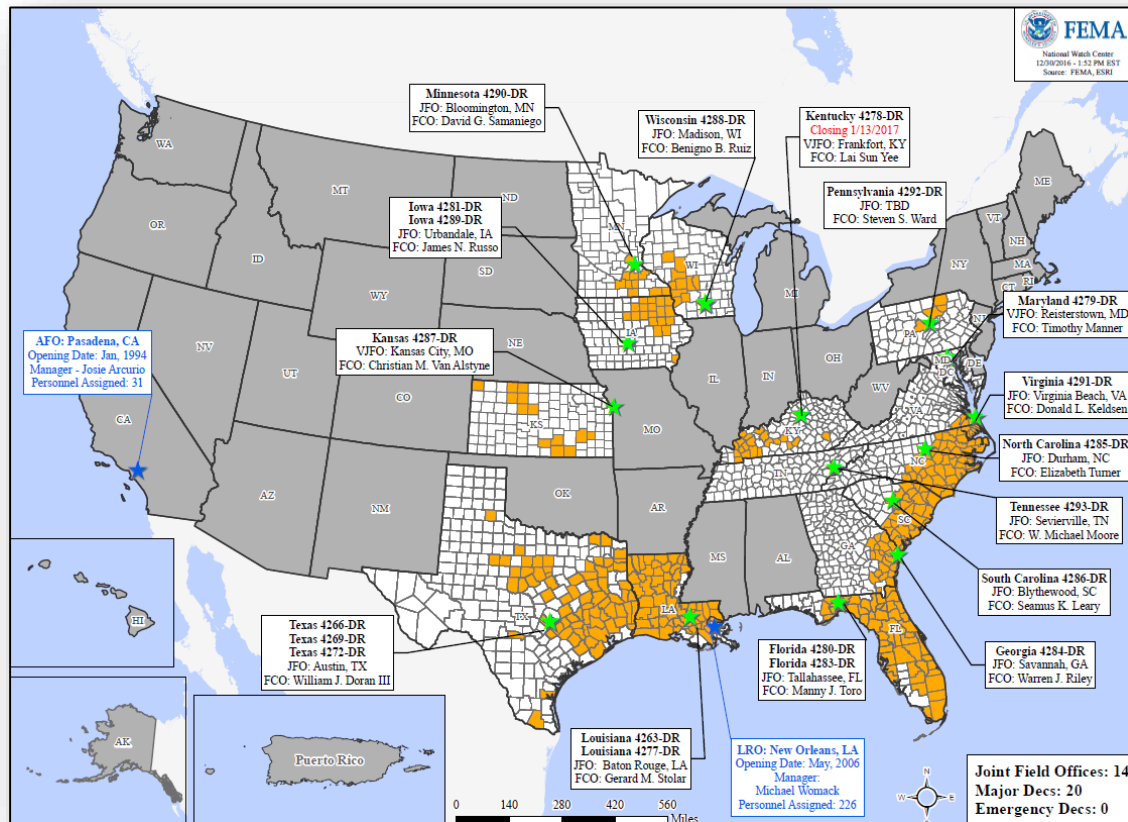 FEMA
National Watch Center
12/30/2016 - 1:52 PM EST
Source: FEMA, ESRI
Minnesota 4290-DR
JFO: Bloomington, MN
FCO: David G. Samaniego
Wisconsin 4288-DR
JFO: Madison, WI
FCO: Benigno B. Ruiz
Kentucky 4278-DR
Closing 1/13/2017
VJFO: Frankfort, KY
FCO: Lai Sun Yee
Pennsylvania 4292-DR
JFO: TBD
FCO: Steven S. Ward
Iowa 4281-DR
Iowa 4289-DR
JFO: Urbandale, IA
FCO: James N. Russo
Maryland 4279-DR
VJFO: Reisterstown, MD
FCO: Timothy Manner
AFO: Pasadena, CA
Opening Date: Jan, 1994
Manager - Josie Arcurio
Personnel Assigned: 31
Kansas 4287-DR
VJFO: Kansas City, MO
FCO: Christian M. Van Alstyne
Virginia 4291-DR
JFO: Virginia Beach, VA
FCO: Donald L. Keldsen
North Carolina 4285-DR
JFO: Durham, NC
FCO: Elizabeth Turner
Tennessee 4293-DR
JFO: Sevierville, TN
FCO: W. Michael Moore
South Carolina 4286-DR
JFO: Blythewood, SC
FCO: Seamus K. Leary
Georgia 4284-DR
JFO: Savannah, GA
FCO: Warren J. Riley
Texas 4266-DR
Texas 4269-DR
Texas 4272-DR
JFO: Austin, TX
FCO: William J. Doran III
Florida 4280-DR
Florida 4283-DR
JFO: Tallahassee, FL
FCO: Manny J. Toro
Louisiana 4263-DR
Louisiana 4277-DR
JFO: Baton Rouge, LA
FCO: Gerard M. Stolar
LRO: New Orleans, LA
Opening Date: May, 2006
Manager:
Michael Womack
Personnel Assigned: 226
Joint Field Offices: 14
Major Decs: 20
Emergency Decs: 0
WA
OR
CA
NV
ID
MT
WY
UT
AZ
CO
NM
ND
SD
NE
KS
OK
TX
MN
IA
MO
AR
LA
WI
IL
MS
MI
IN
KY
TN
AL
OH
WV
GA
FL
SC
NC
VA
PA
NY
VT
NH
ME
MA
RI
CT
NJ
DE
MD
DC
HI
AK
Puerto Rico
0 140 280 420 560
Miles
N
W E
S